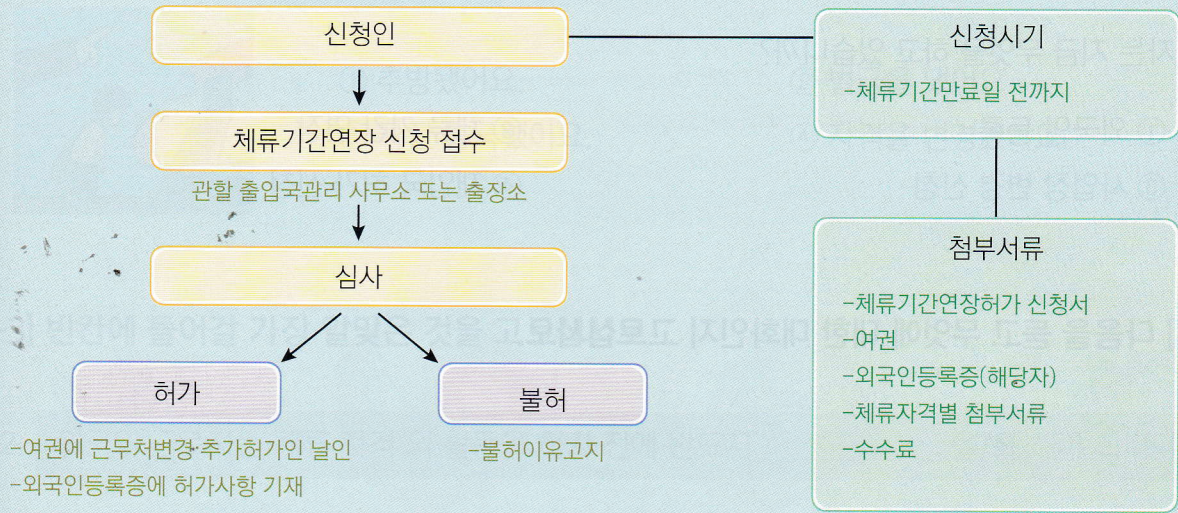 신청인
체류기간연장 신청 접수
관할 출입국관리 사무소 또는 출장소
심사
허가
-여권에 근무처변경·추가허가인 날인
-외국인등록증에 허가사항 기재
불허
-불허이유고지
신청시기
-체류기간만료일 전까지
첨부서류
-체류기간연장허가 신청서
-여권
-외국인등록증(해당자)
-체류자격별 첨부서류
-수수료